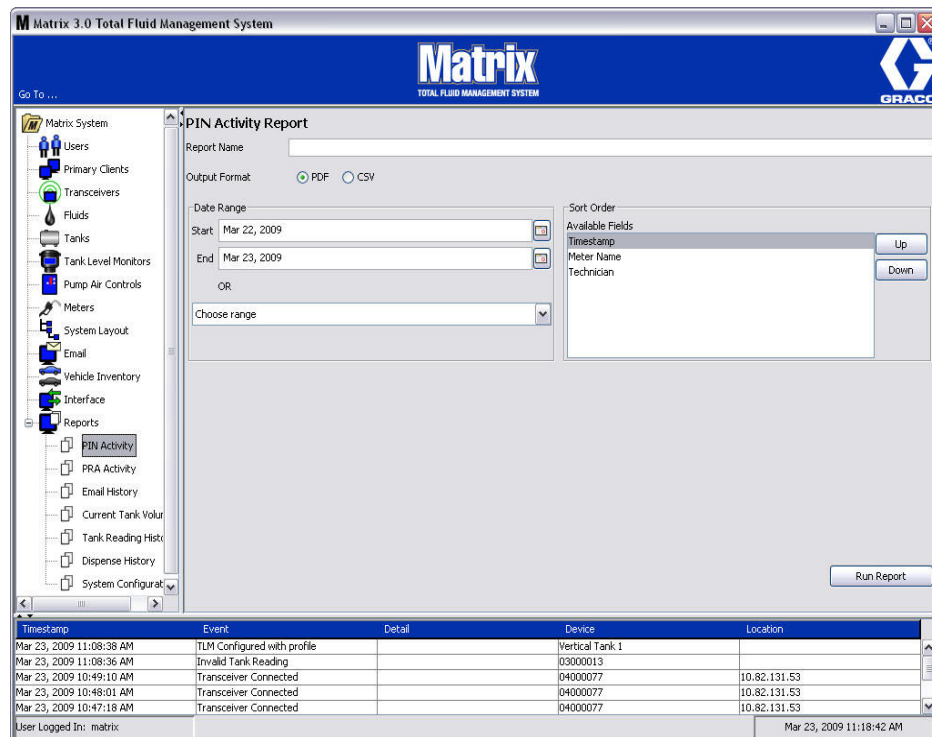 Matrix 3.0 Total Fluid Management System
Matrix
TOTAL FLUID MANAGEMENT SYSTEM
Go To ...
GRACO
Matrix System
Users
Primary Clients
Transceivers
Fluids
Tanks
Tank Level Monitors
Pump Air Controls
Meters
System Layout
Email
Vehicle Inventory
Interface
Reports
PIN Activity
PRA Activity
Email History
Current Tank Volur
Tank Reading Histo
Dispense History
System Configurat
PIN Activity Report
Report Name
Output Format PDF CSV
Date Range
Start Mar 22, 2009
End Mar 23, 2009
OR
Choose range
Sort Order
Available Fields
Timestamp
Meter Name
Technician
Up
Down
Run Report
Timestamp Event Detail Device Location
Mar 23, 2009 11:08:38 AM TLM Configured with profile Vertical Tank 1
Mar 23, 2009 11:08:36 AM Invalid Tank Reading 03000013
Mar 23, 2009 10:49:10 AM Transceiver Connected 04000077 10.82.131.53
Mar 23, 2009 10:48:01 AM Transceiver Connected 04000077 10.82.131.53
Mar 23, 2009 10:47:18 AM Transceiver Connected 04000077 10.82.131.53
User Logged In: matrix Mar 23, 2009 11:18:42 AM